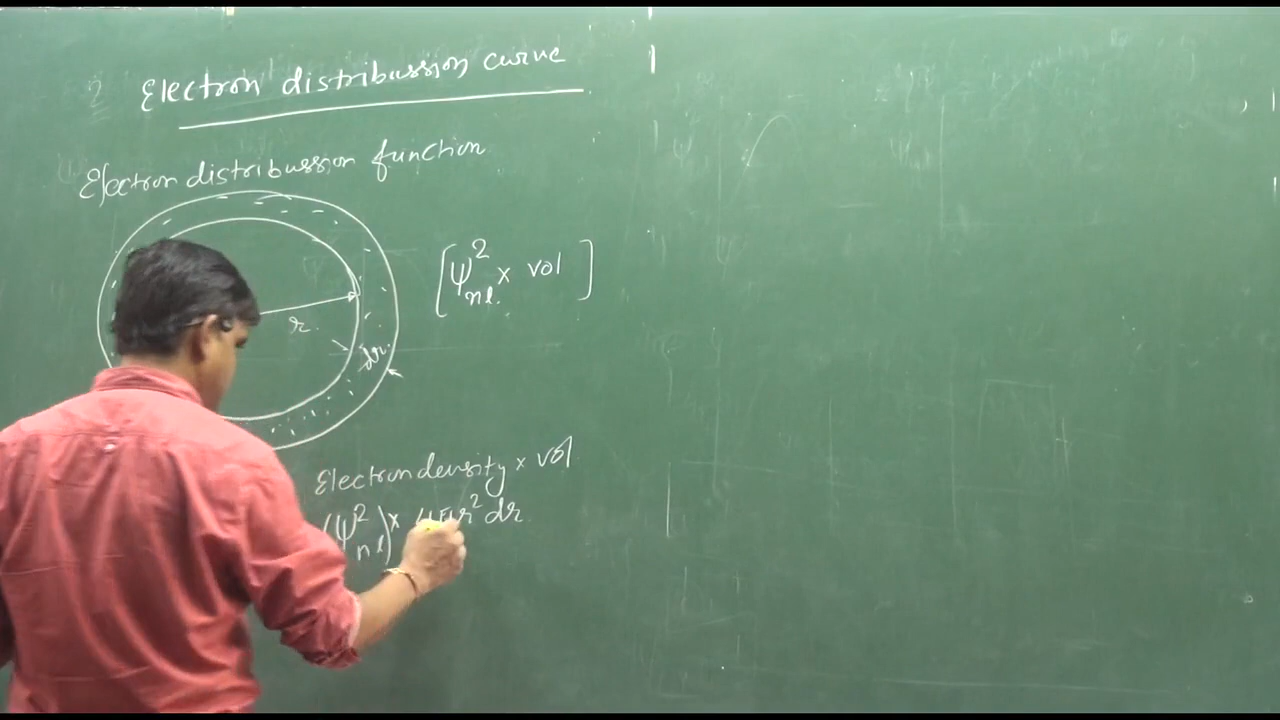 Electron distribussion curve
Electron distribussion function
[ψ²nl × vol]
r
dr
Electron density × vol
(ψ²nl) × 4πr² dr